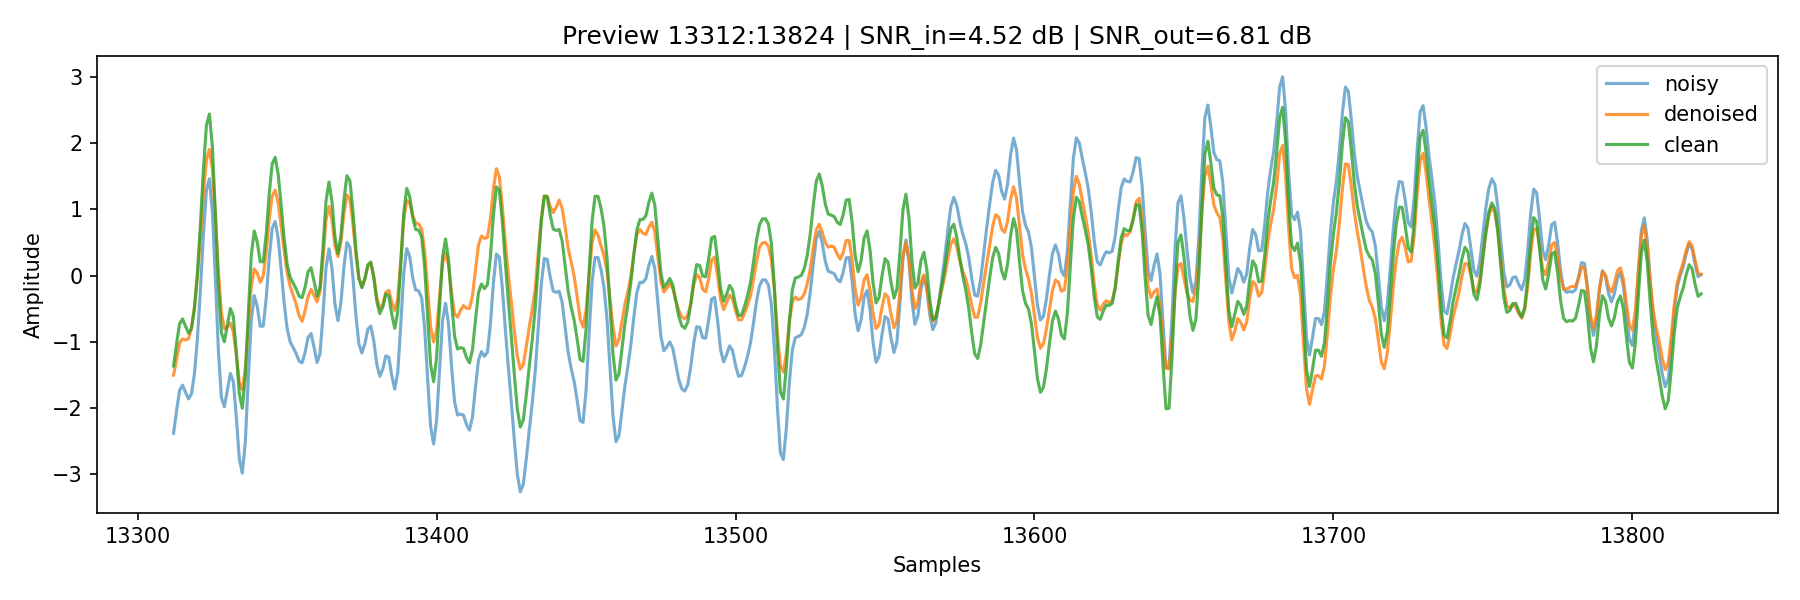 Preview 13312:13824 | SNR_in=4.52 dB | SNR_out=6.81 dB
noisy
denoised
clean
3
2
1
0
−1
−2
−3
Amplitude
13300 13400 13500 13600 13700 13800
Samples